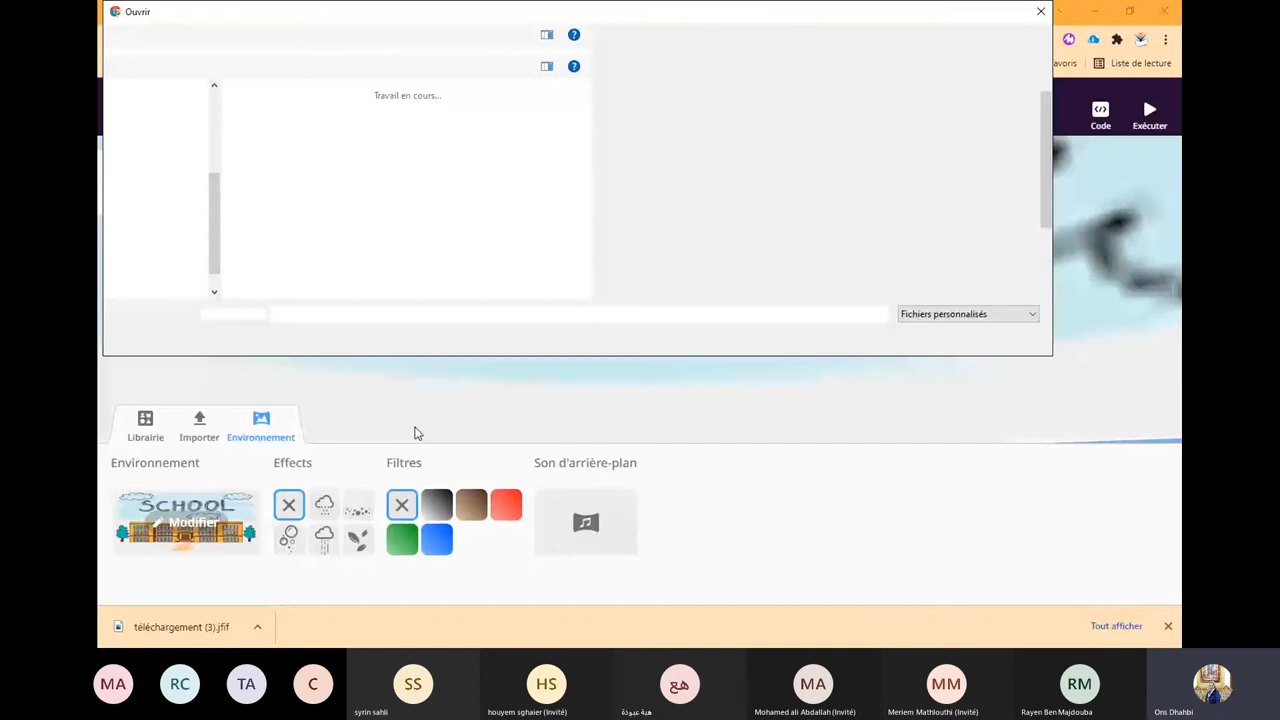 Ouvrir
Travail en cours...
Fichiers personnalisés
avoris
Liste de lecture
Code
Exécuter
Librairie
Importer
Environnement
Environnement
Effects
Filtres
Son d'arrière-plan
SCHOOL
Modifier
téléchargement (3).jfif
Tout afficher
MA
RC
TA
C
SS
syrin sahli
HS
houyem sghaier (Invité)
هع
هبة عبودة
MA
Mohamed ali Abdallah (Invité)
MM
Meriem Mathlouthi (Invité)
RM
Rayen Ben Majdouba
Ons Dhahbi